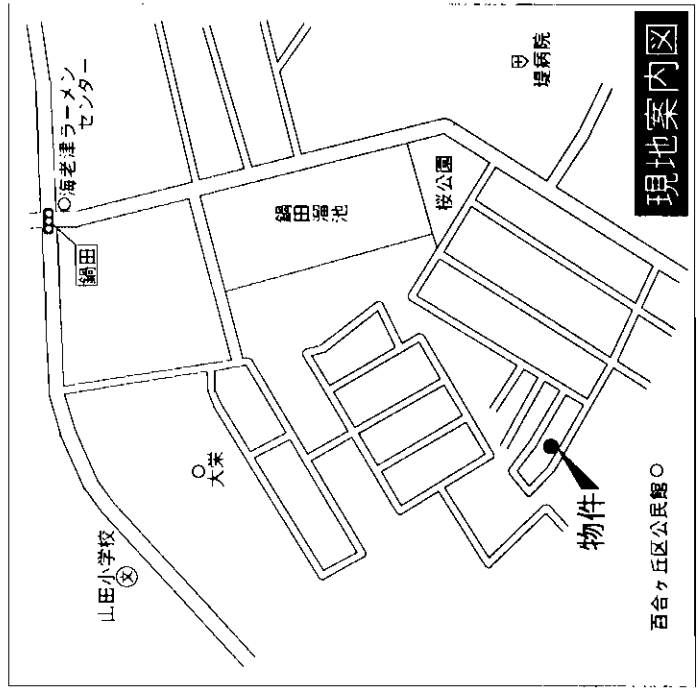 現地案内図
堤病院
海老津ラーメン
センター
鍋田
鍋田溜池
桜公園
大栄
山田小学校
文
物件
百合ヶ丘区公民館